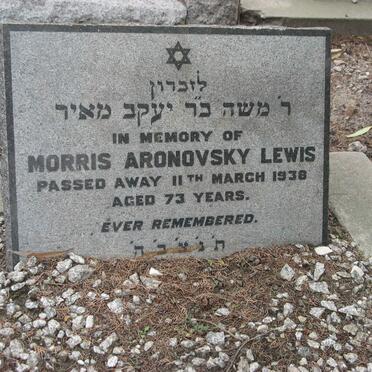 לזכרון
ר' משה בר יעקב מאיר
IN MEMORY OF
MORRIS ARONOVSKY LEWIS
PASSED AWAY 11TH MARCH 1938
AGED 73 YEARS.
EVER REMEMBERED.
ת' נ' צ' ב' ה'